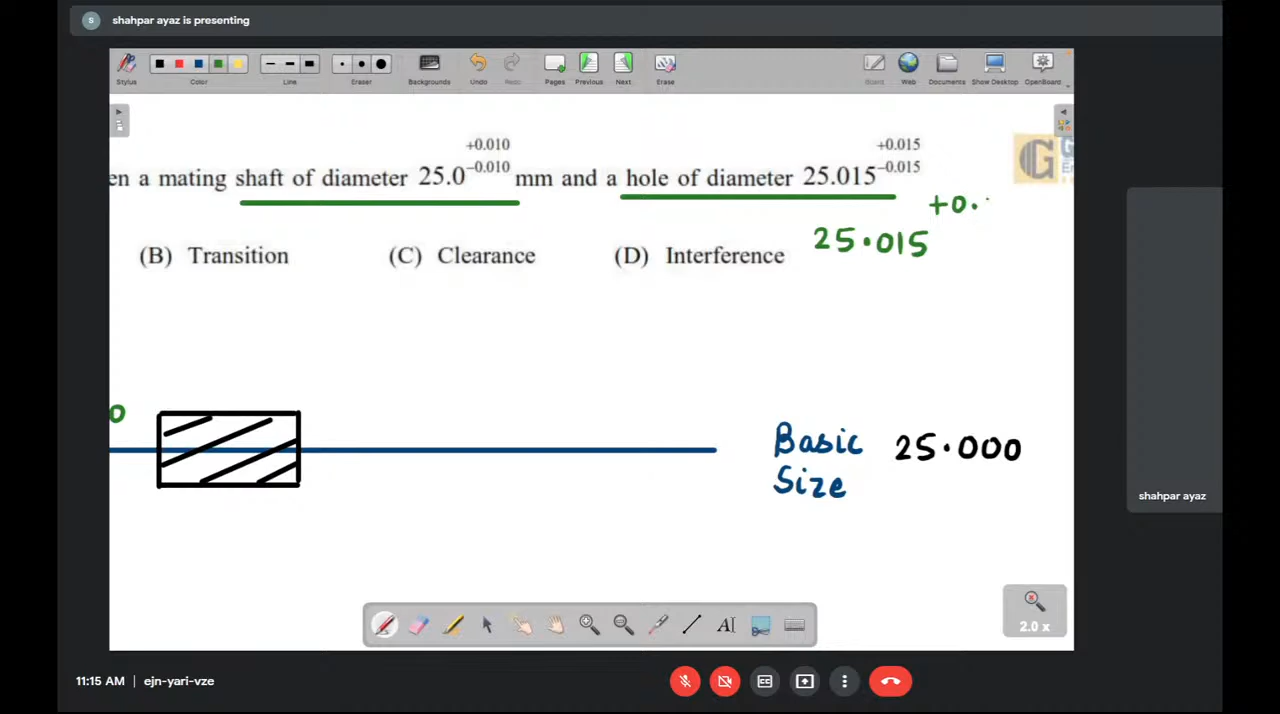 S shahpar ayaz is presenting
Stylus Color Line Eraser Backgrounds Undo Pages Previous Next Erase Board Web Documents Show Desktop OpenBoard
+0.010 +0.015
en a mating shaft of diameter 25.0 −0.010 mm and a hole of diameter 25.015 −0.015
+0.
25.015
(B) Transition (C) Clearance (D) Interference
0
Basic 25.000
Size
shahpar ayaz
2.0 x
11:15 AM | ejn-yari-vze